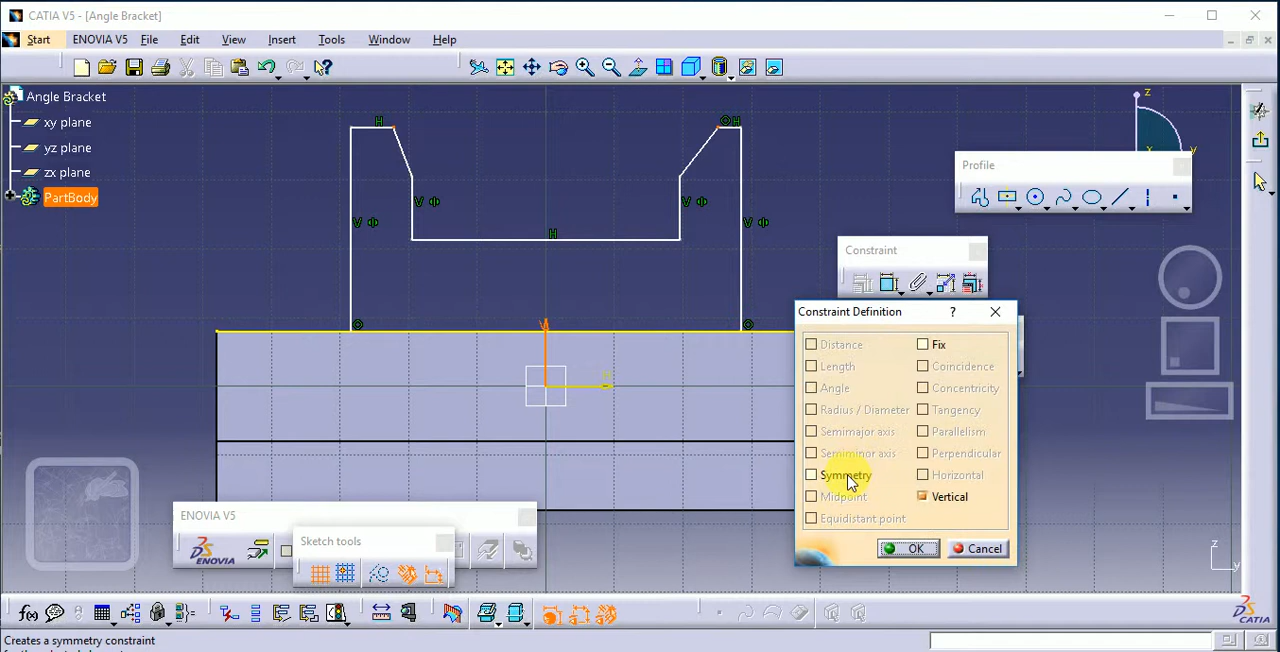 CATIA V5 - [Angle Bracket]
Start ENOVIA V5 File Edit View Insert Tools Window Help
Angle Bracket
xy plane
yz plane
zx plane
PartBody
H
H
V
V
V
V
H
V
z
x
y
Profile
Constraint
Constraint Definition ? 
Distance Fix
Length Coincidence
Angle Concentricity
Radius / Diameter Tangency
Semimajor axis Parallelism
Semiminor axis Perpendicular
Symmetry Horizontal
Midpoint Vertical
Equidistant point
OK Cancel
ENOVIA V5
ENOVIA
Sketch tools
z
y
f(x)
CATIA
Creates a symmetry constraint